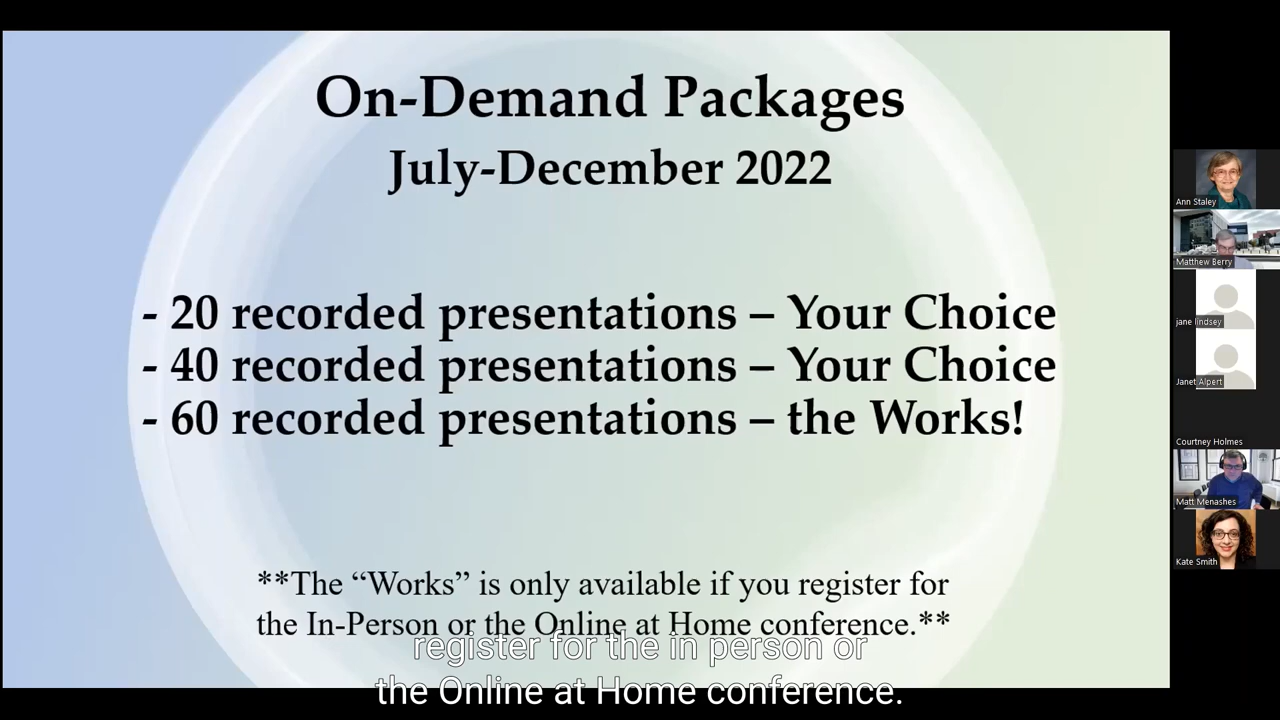 On-Demand Packages
July-December 2022
- 20 recorded presentations – Your Choice
- 40 recorded presentations – Your Choice
- 60 recorded presentations – the Works!
**The “Works” is only available if you register for
the In-Person or the Online at Home conference.**
register for the in person or
the Online at Home conference.
Ann Staley
Matthew Berry
jane lindsey
Janet Alpert
Courtney Holmes
Matt Menashes
Kate Smith